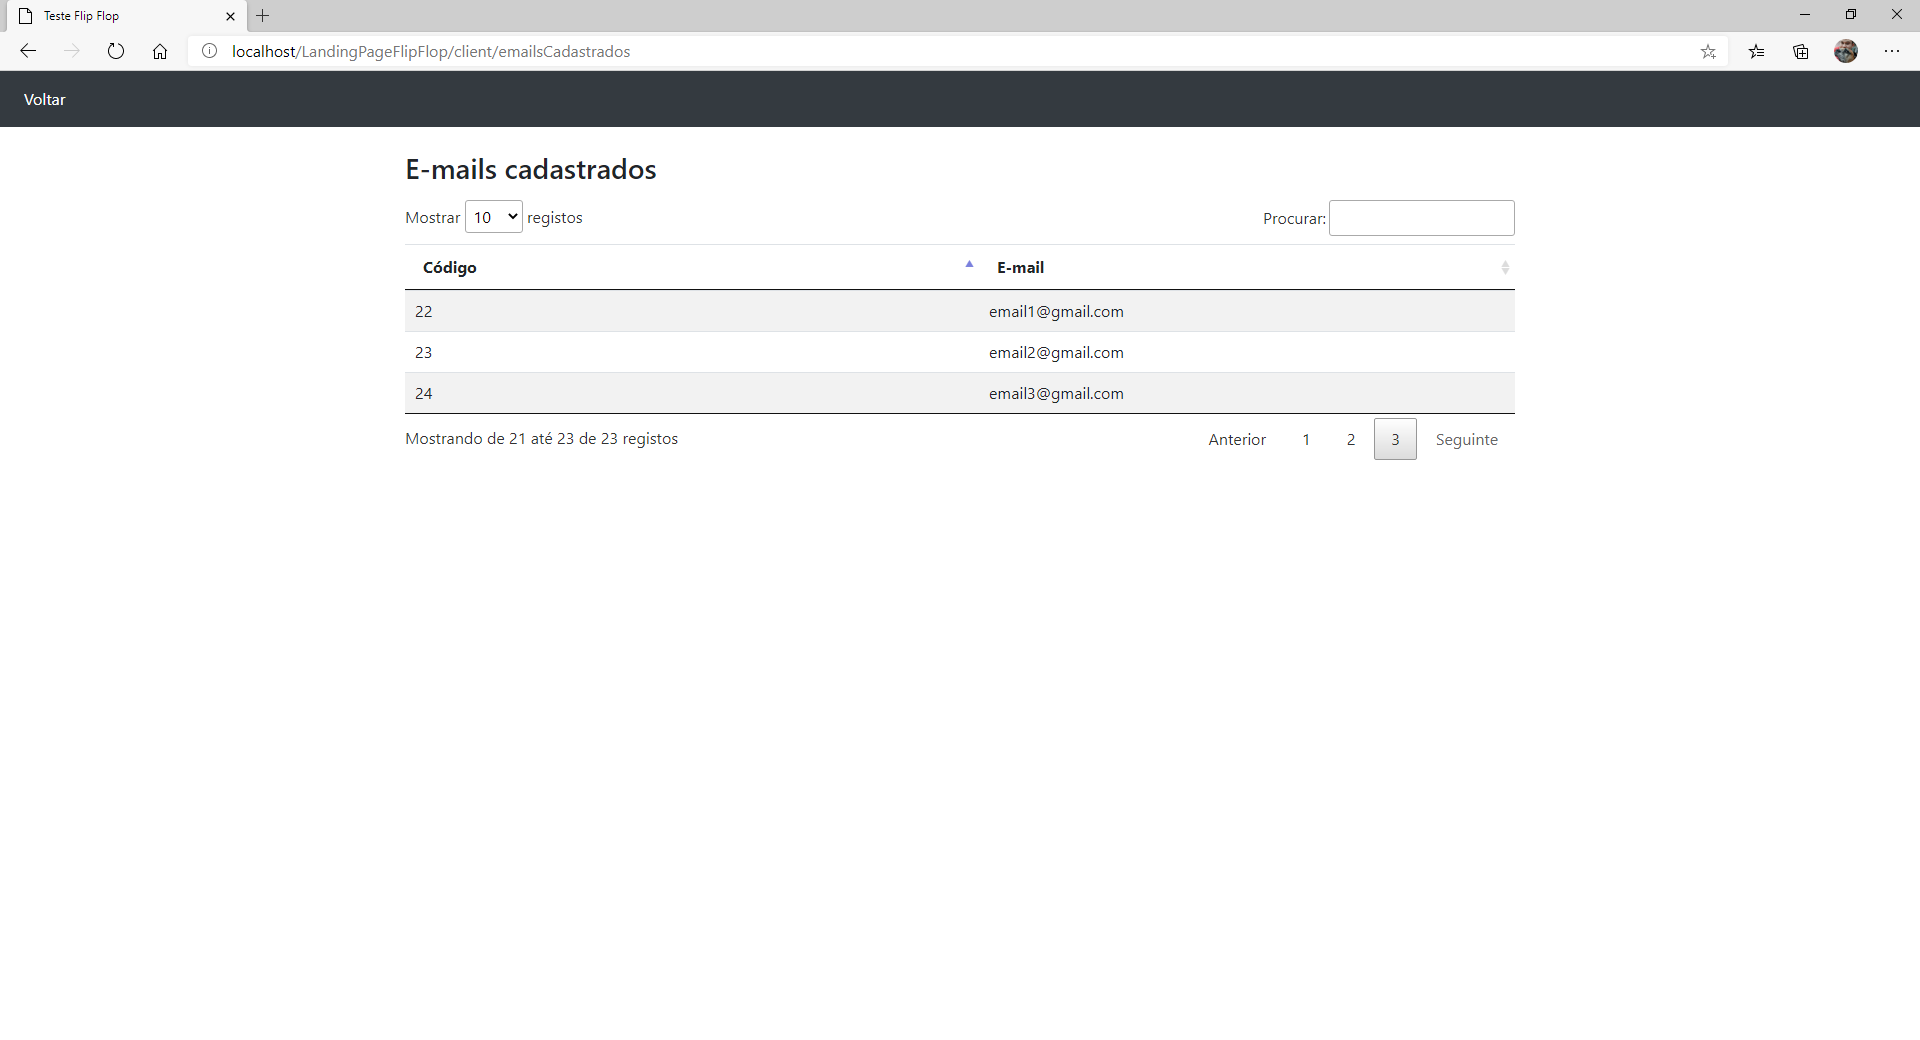 Teste Flip Flop
localhost/LandingPageFlipFlop/client/emailsCadastrados
Voltar
E-mails cadastrados
Mostrar 10 registos
Procurar:
Código E-mail
22 email1@gmail.com
23 email2@gmail.com
24 email3@gmail.com
Mostrando de 21 até 23 de 23 registos
Anterior 1 2 3 Seguinte